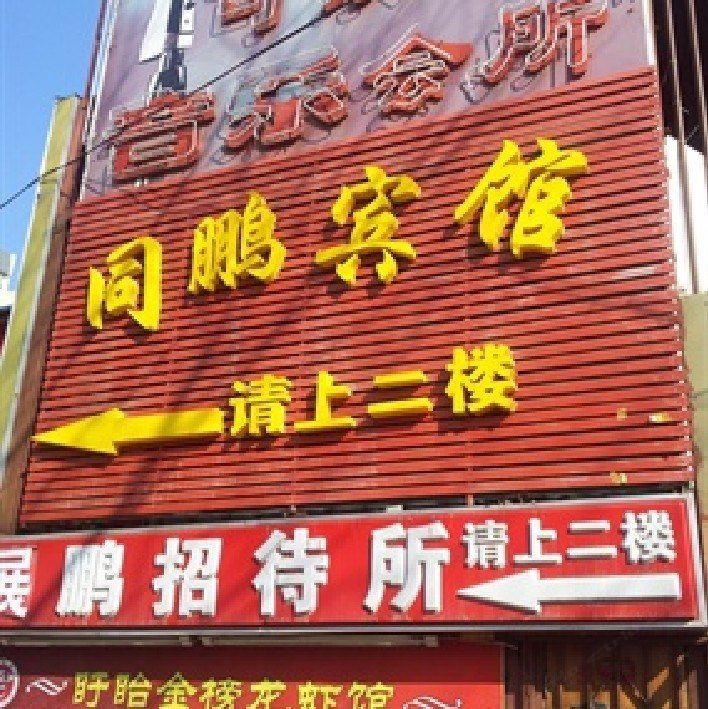 音乐会所
同鹏宾馆
请上二楼
展鹏招待所 请上二楼
~盱眙金榜龙虾馆~